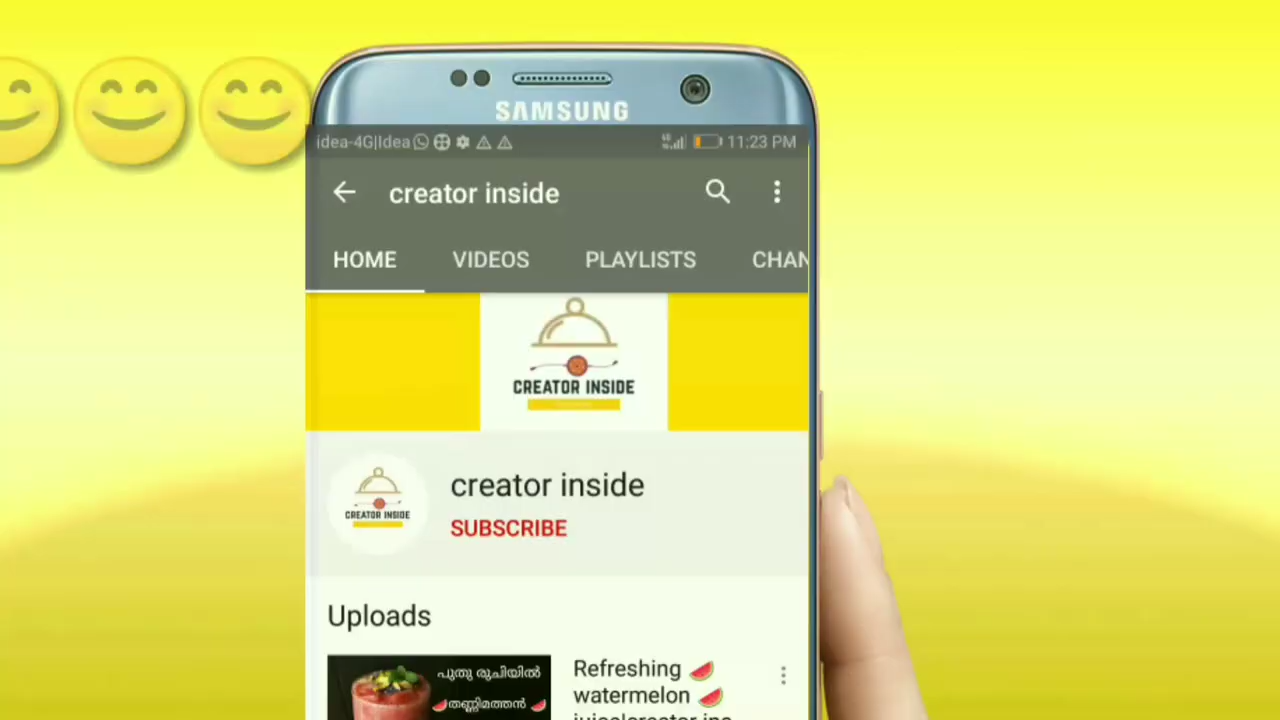 SAMSUNG
idea-4G|Idea
11:23 PM
creator inside
HOME
VIDEOS
PLAYLISTS
CHAN
CREATOR INSIDE
creator inside
CREATOR INSIDE
SUBSCRIBE
Uploads
പുതു രുചിയിൽ
തണ്ണിമത്തൻ
Refreshing 🍉
watermelon 🍉